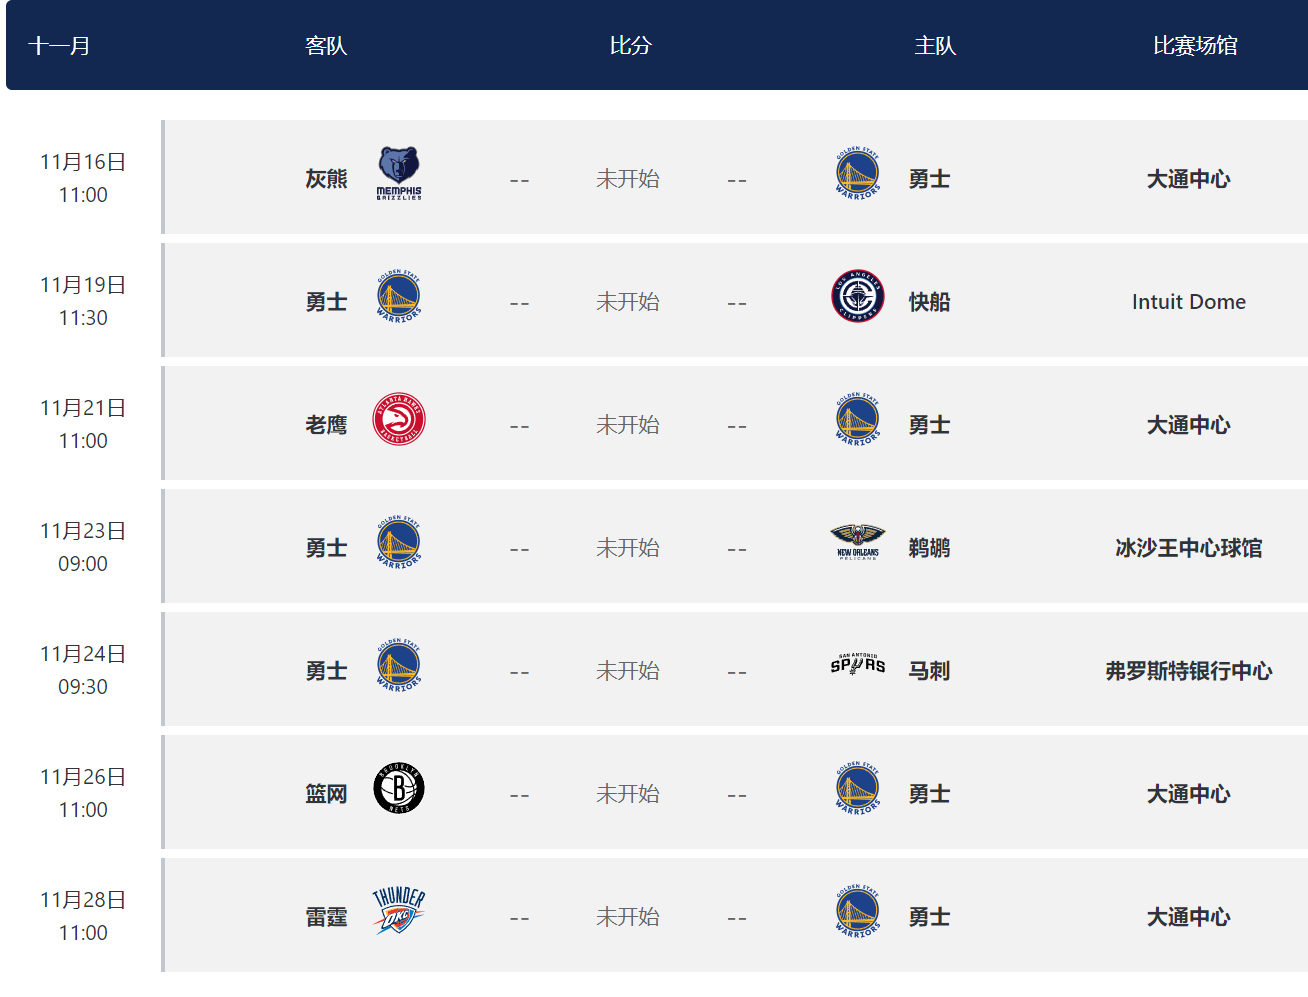 十一月 客队 比分 主队 比赛场馆
11月16日
11:00
灰熊 MEMPHIS GRIZZLIES -- 未开始 -- GOLDEN STATE WARRIORS 勇士 大通中心
11月19日
11:30
勇士 GOLDEN STATE WARRIORS -- 未开始 -- LOS ANGELES CLIPPERS 快船 Intuit Dome
11月21日
11:00
老鹰 ATLANTA HAWKS BASKETBALL -- 未开始 -- GOLDEN STATE WARRIORS 勇士 大通中心
11月23日
09:00
勇士 GOLDEN STATE WARRIORS -- 未开始 -- NEW ORLEANS PELICANS 鹈鹕 冰沙王中心球馆
11月24日
09:30
勇士 GOLDEN STATE WARRIORS -- 未开始 -- SAN ANTONIO SPURS 马刺 弗罗斯特银行中心
11月26日
11:00
篮网 BROOKLYN B NETS -- 未开始 -- GOLDEN STATE WARRIORS 勇士 大通中心
11月28日
11:00
雷霆 THUNDER OKC -- 未开始 -- GOLDEN STATE WARRIORS 勇士 大通中心